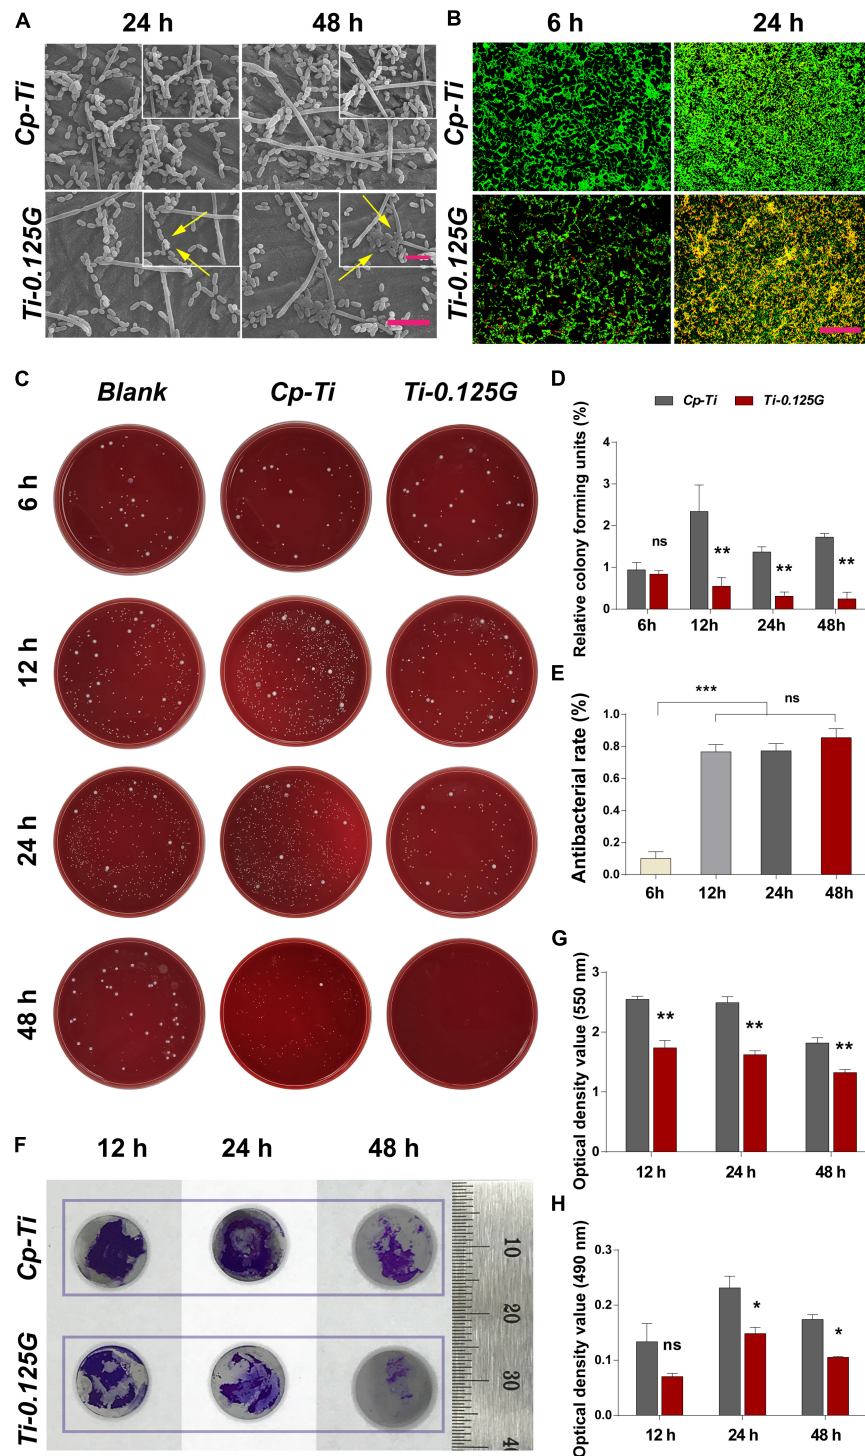 A
24 h
48 h
Cp-Ti
Ti-0.125G
B
6 h
24 h
Cp-Ti
Ti-0.125G
C
Blank
Cp-Ti
Ti-0.125G
6 h
12 h
24 h
48 h
D
Cp-Ti
Ti-0.125G
Relative colony forming units (%)
4
3
2
1
0
ns
**
**
**
6h
12h
24h
48h
E
Antibacterial rate (%)
1.0
0.8
0.6
0.4
0.2
0.0
***
ns
6h
12h
24h
48h
F
12 h
24 h
48 h
Cp-Ti
Ti-0.125G
10
20
30
G
Optical density value (550 nm)
3
2
1
0
**
**
**
12 h
24 h
48 h
H
Optical density value (490 nm)
0.3
0.2
0.1
0.0
ns
*
*
12 h
24 h
48 h